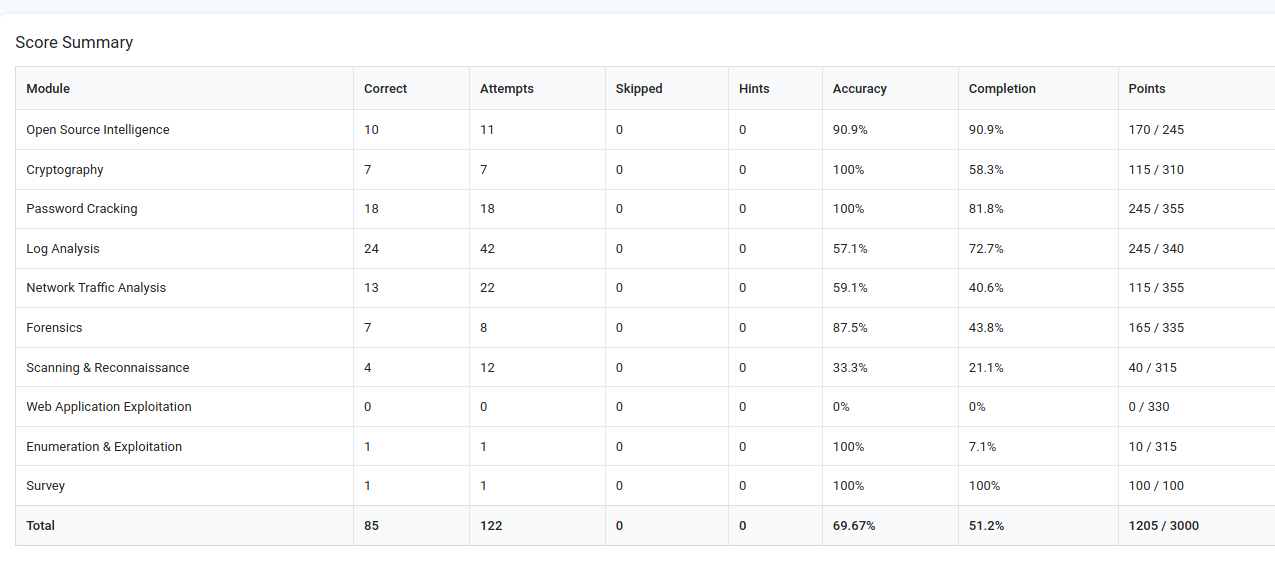 Score Summary
Module Correct Attempts Skipped Hints Accuracy Completion Points
Open Source Intelligence 10 11 0 0 90.9% 90.9% 170 / 245
Cryptography 7 7 0 0 100% 58.3% 115 / 310
Password Cracking 18 18 0 0 100% 81.8% 245 / 355
Log Analysis 24 42 0 0 57.1% 72.7% 245 / 340
Network Traffic Analysis 13 22 0 0 59.1% 40.6% 115 / 355
Forensics 7 8 0 0 87.5% 43.8% 165 / 335
Scanning & Reconnaissance 4 12 0 0 33.3% 21.1% 40 / 315
Web Application Exploitation 0 0 0 0 0% 0% 0 / 330
Enumeration & Exploitation 1 1 0 0 100% 7.1% 10 / 315
Survey 1 1 0 0 100% 100% 100 / 100
Total 85 122 0 0 69.67% 51.2% 1205 / 3000